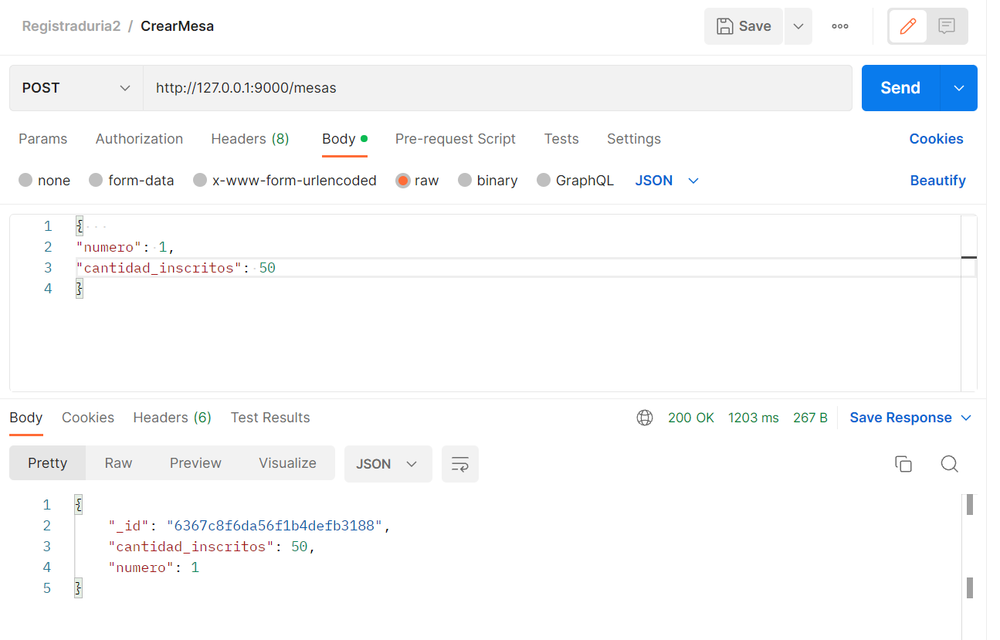 Registraduria2 / CrearMesa Save
POST http://127.0.0.1:9000/mesas Send
Params Authorization Headers (8) Body Pre-request Script Tests Settings Cookies
none form-data x-www-form-urlencoded raw binary GraphQL JSON Beautify
1 {
2 "numero": 1,
3 "cantidad_inscritos": 50
4 }
Body Cookies Headers (6) Test Results 200 OK 1203 ms 267 B Save Response
Pretty Raw Preview Visualize JSON
1 {
2 "_id": "6367c8f6da56f1b4defb3188",
3 "cantidad_inscritos": 50,
4 "numero": 1
5 }